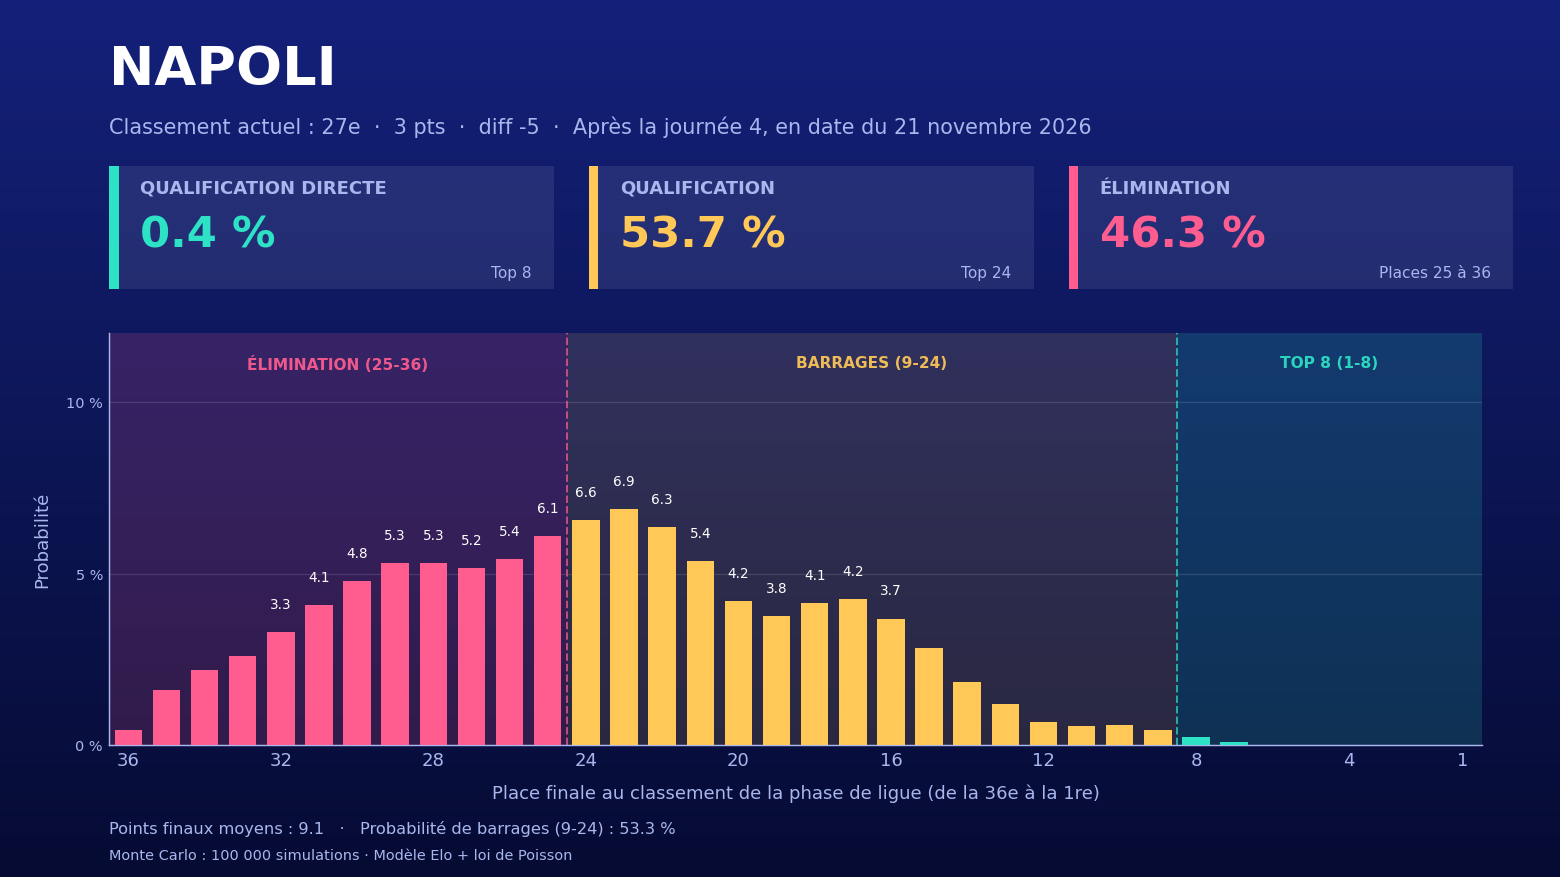 NAPOLI
Classement actuel : 27e · 3 pts · diff -5 · Après la journée 4, en date du 21 novembre 2026
QUALIFICATION DIRECTE
0.4 %
Top 8
QUALIFICATION
53.7 %
Top 24
ÉLIMINATION
46.3 %
Places 25 à 36
ÉLIMINATION (25-36)
BARRAGES (9-24)
TOP 8 (1-8)
Probabilité
10 %
5 %
0 %
3.3
4.1
4.8
5.3
5.3
5.2
5.4
6.1
6.6
6.9
6.3
5.4
4.2
3.8
4.1
4.2
3.7
36 32 28 24 20 16 12 8 4 1
Place finale au classement de la phase de ligue (de la 36e à la 1re)
Points finaux moyens : 9.1 · Probabilité de barrages (9-24) : 53.3 %
Monte Carlo : 100 000 simulations · Modèle Elo + loi de Poisson